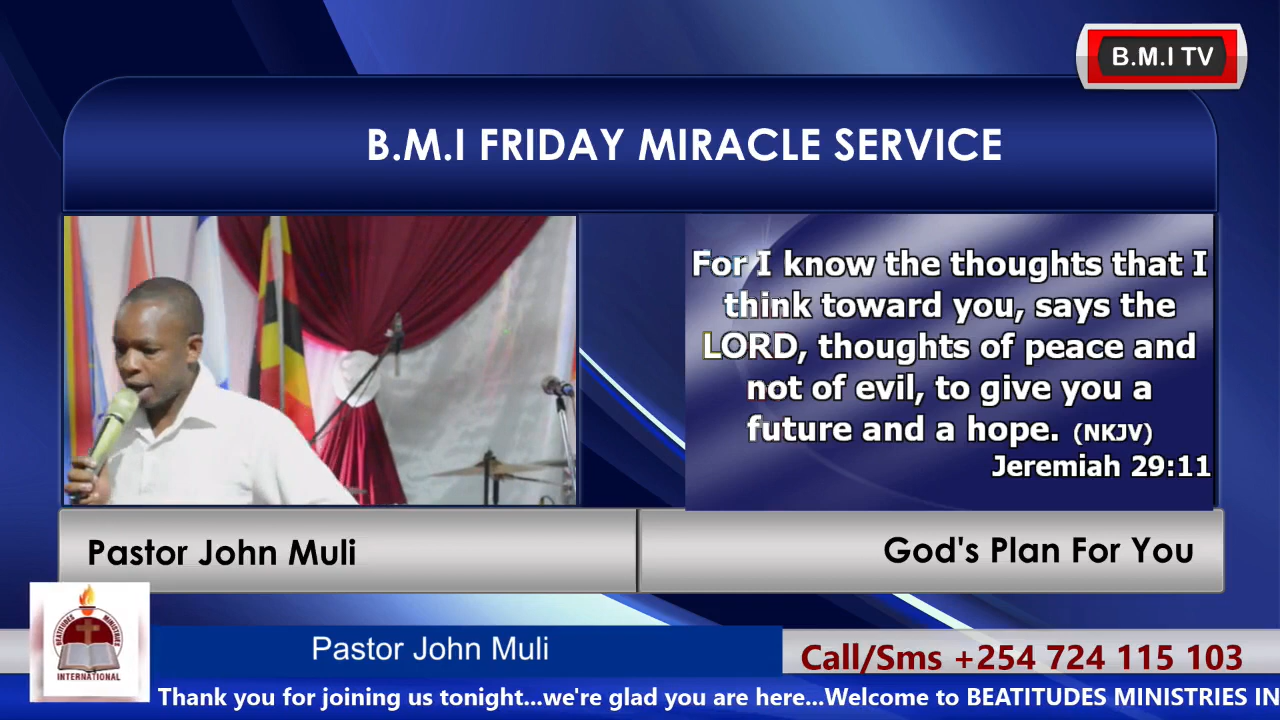 B.M.I TV
B.M.I FRIDAY MIRACLE SERVICE
For I know the thoughts that I
think toward you, says the
LORD, thoughts of peace and
not of evil, to give you a
future and a hope. (NKJV)
Jeremiah 29:11
Pastor John Muli
God's Plan For You
BEATITUDES MINISTRIES
INTERNATIONAL
Pastor John Muli
Call/Sms +254 724 115 103
Thank you for joining us tonight...we're glad you are here...Welcome to BEATITUDES MINISTRIES IN